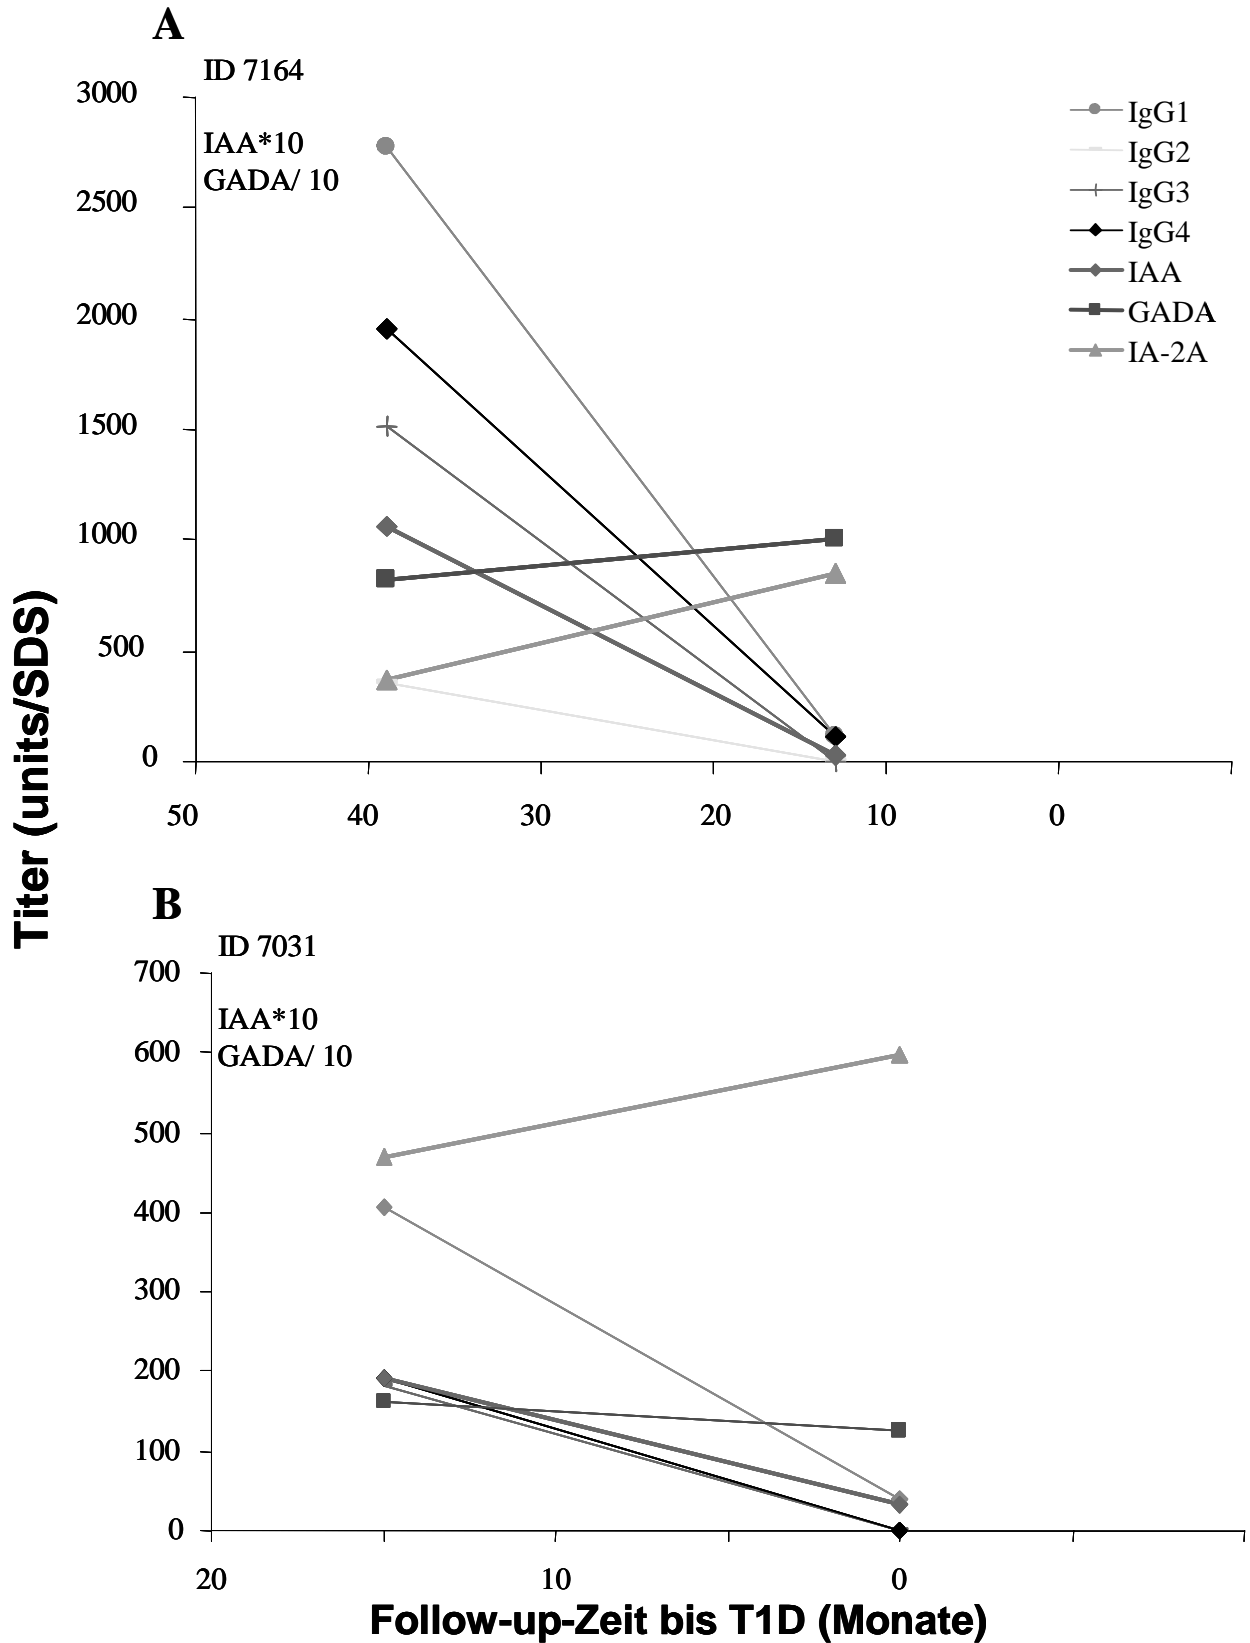 A
ID 7164
IAA*10
GADA/ 10
3000
2500
2000
1500
1000
500
0
50 40 30 20 10 0
IgG1
IgG2
IgG3
IgG4
IAA
GADA
IA-2A
Titer (units/SDS)
B
ID 7031
IAA*10
GADA/ 10
700
600
500
400
300
200
100
0
20 10 0
Follow-up-Zeit bis T1D (Monate)